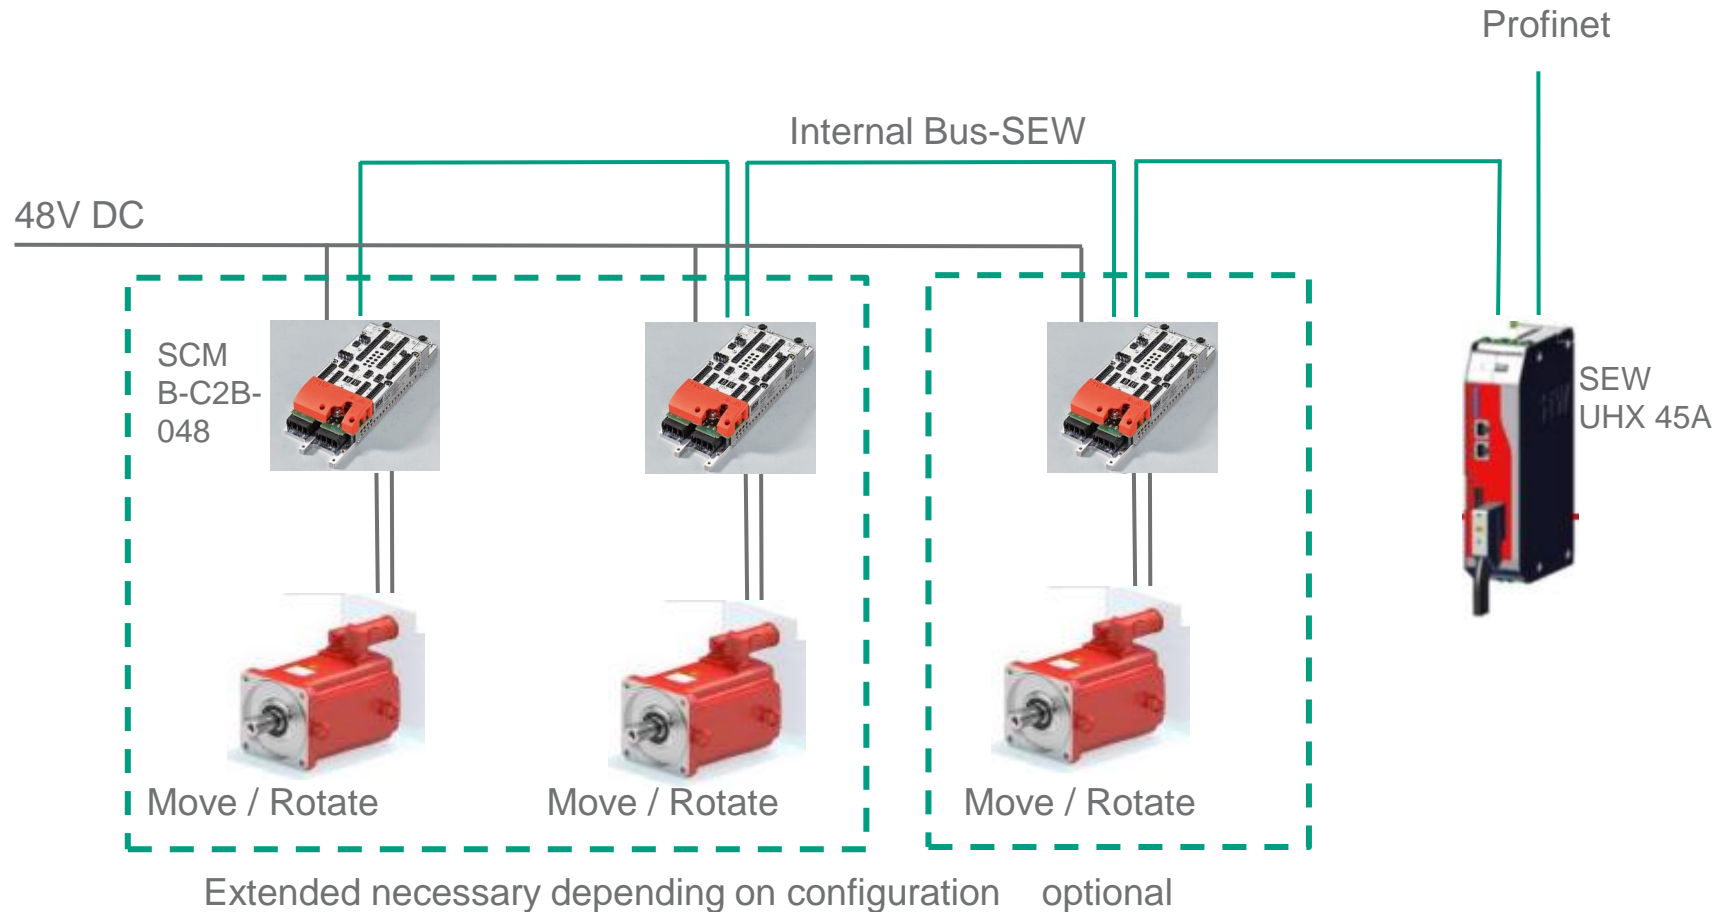 Profinet
Internal Bus-SEW
48V DC
SCM
B-C2B-
048
SEW
UHX 45A
Move / Rotate
Move / Rotate
Move / Rotate
Extended necessary depending on configuration
optional